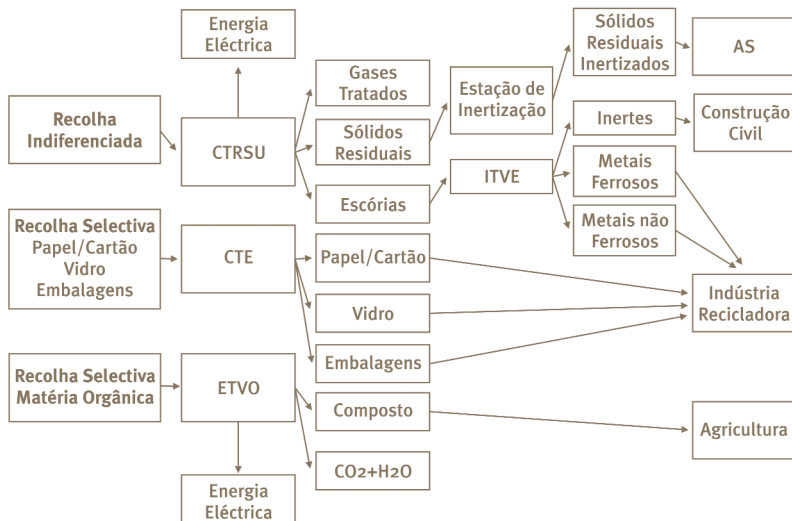 Energia
Eléctrica
Sólidos
Residuais
Inertizados
AS
Gases
Tratados
Estação de
Inertização
Recolha
Indiferenciada
CTRSU
Sólidos
Residuais
Inertes
Construção
Civil
Escórias
ITVE
Metais
Ferrosos
Metais não
Ferrosos
Recolha Selectiva
Papel/Cartão
Vidro
Embalagens
CTE
Papel/Cartão
Vidro
Embalagens
Indústria
Recicladora
Recolha Selectiva
Matéria Orgânica
ETVO
Composto
Agricultura
CO2+H2O
Energia
Eléctrica